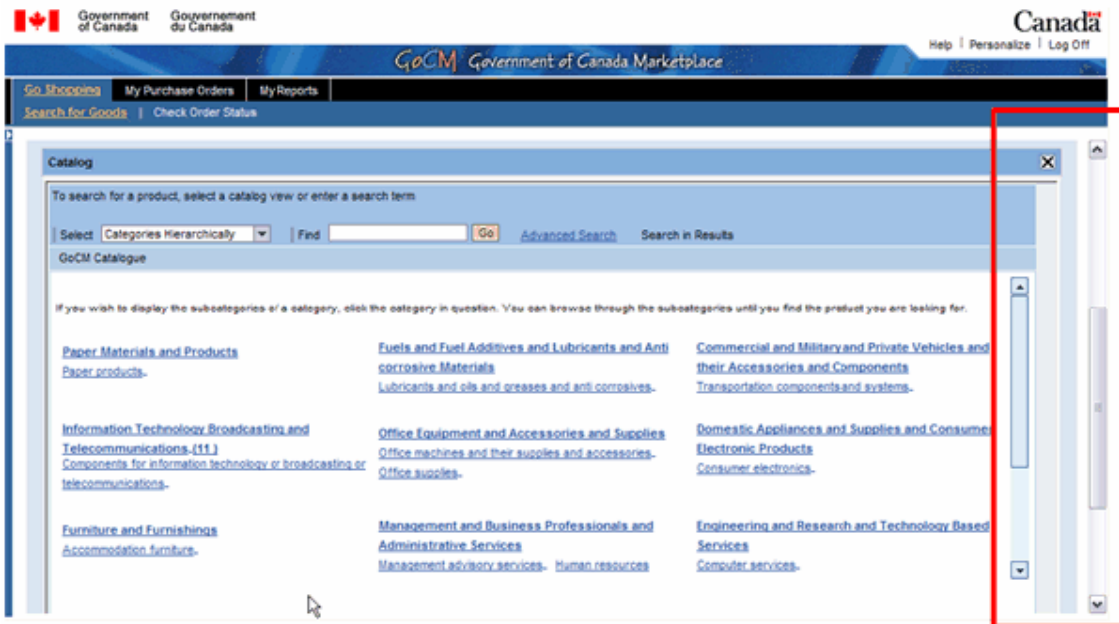 Government of Canada
Gouvernement du Canada
Canada
Help | Personalize | Log Off
GoCM Government of Canada Marketplace
Go Shopping | My Purchase Orders | My Reports
Search for Goods | Check Order Status
Catalog
To search for a product, select a catalog view or enter a search term
Select Categories Hierarchically | Find Go Advanced Search Search in Results
GoCM Catalogue
If you wish to display the subcategories of a category, click the category in question. You can browse through the subcategories until you find the product you are looking for.
Paper Materials and Products
Paper products.
Fuels and Fuel Additives and Lubricants and Anti
corrosive Materials
Lubricants and oils and greases and anti corrosives.
Commercial and Military and Private Vehicles and
their Accessories and Components
Transportation components and systems.
Information Technology Broadcasting and
Telecommunications.(11 )
Components for information technology or broadcasting or
telecommunications.
Office Equipment and Accessories and Supplies
Office machines and their supplies and accessories.
Office supplies.
Domestic Appliances and Supplies and Consumer
Electronic Products
Consumer electronics.
Furniture and Furnishings
Accommodation furniture.
Management and Business Professionals and
Administrative Services
Management advisory services. Human resources
Engineering and Research and Technology Based
Services
Computer services.